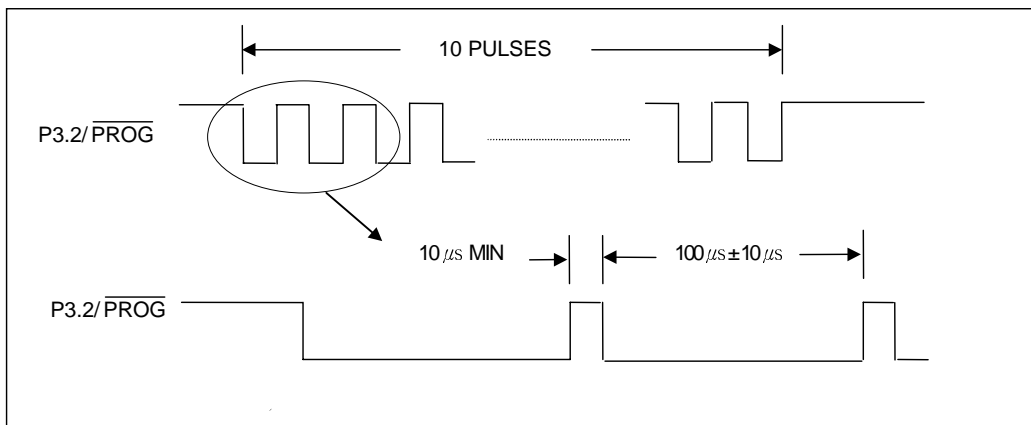 10 PULSES
P3.2/PROG
10 μs MIN
100 μs±10 μs
P3.2/PROG